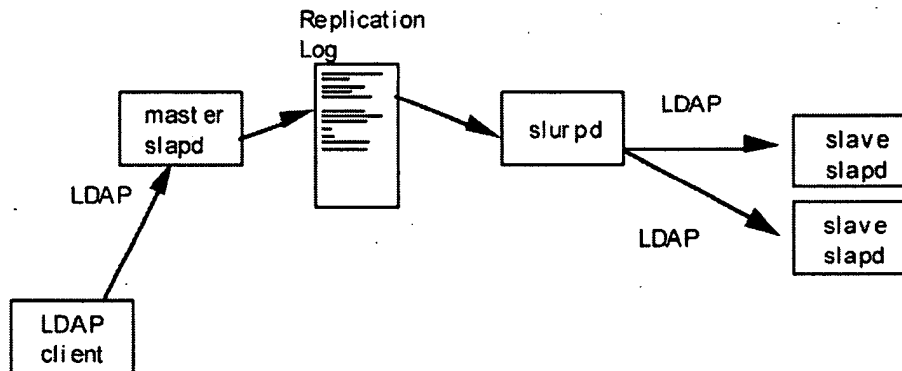 Replication
Log
master
slapd
slurpd
LDAP
slave
slapd
LDAP
LDAP
slave
slapd
LDAP
client